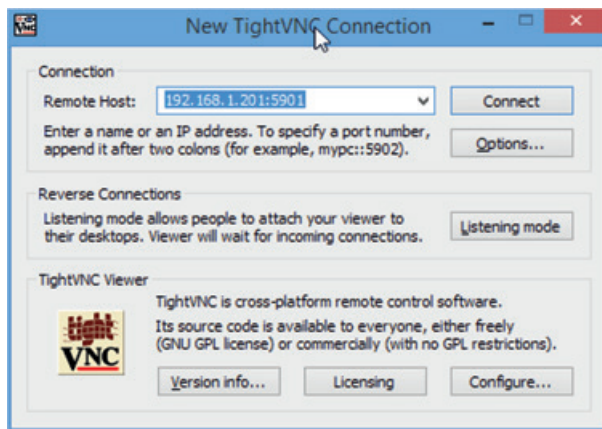 New TightVNC Connection
Connection
Remote Host: 192.168.1.201:5901 Connect
Enter a name or an IP address. To specify a port number,
append it after two colons (for example, mypc::5902).
Options...
Reverse Connections
Listening mode allows people to attach your viewer to
their desktops. Viewer will wait for incoming connections.
Listening mode
TightVNC Viewer
tight
VNC
TightVNC is cross-platform remote control software.
Its source code is available to everyone, either freely
(GNU GPL license) or commercially (with no GPL restrictions).
Version info... Licensing Configure...